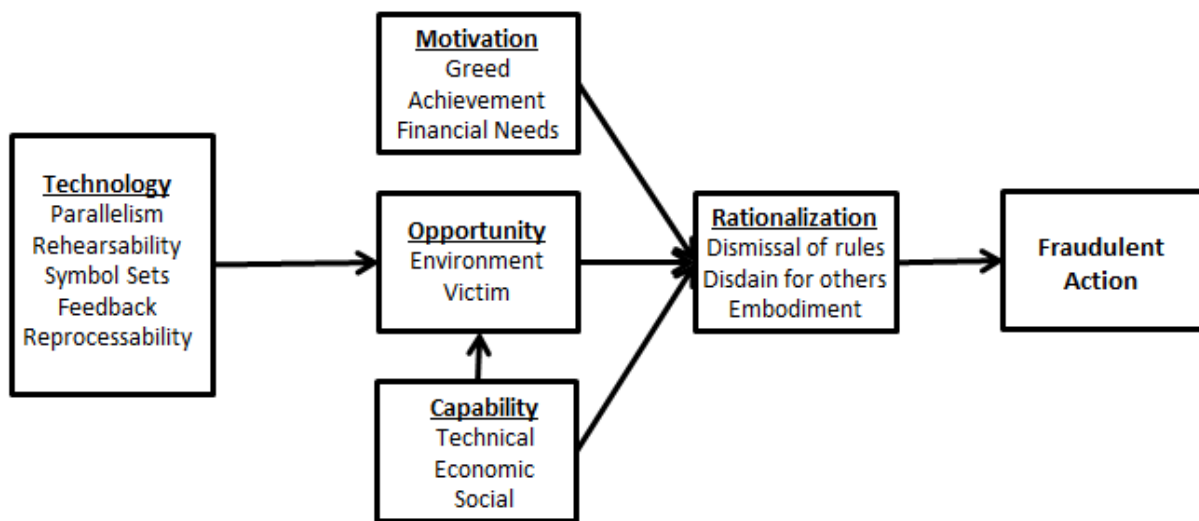 Technology
Parallelism
Rehearsability
Symbol Sets
Feedback
Reprocessability
Motivation
Greed
Achievement
Financial Needs
Opportunity
Environment
Victim
Capability
Technical
Economic
Social
Rationalization
Dismissal of rules
Disdain for others
Embodiment
Fraudulent
Action